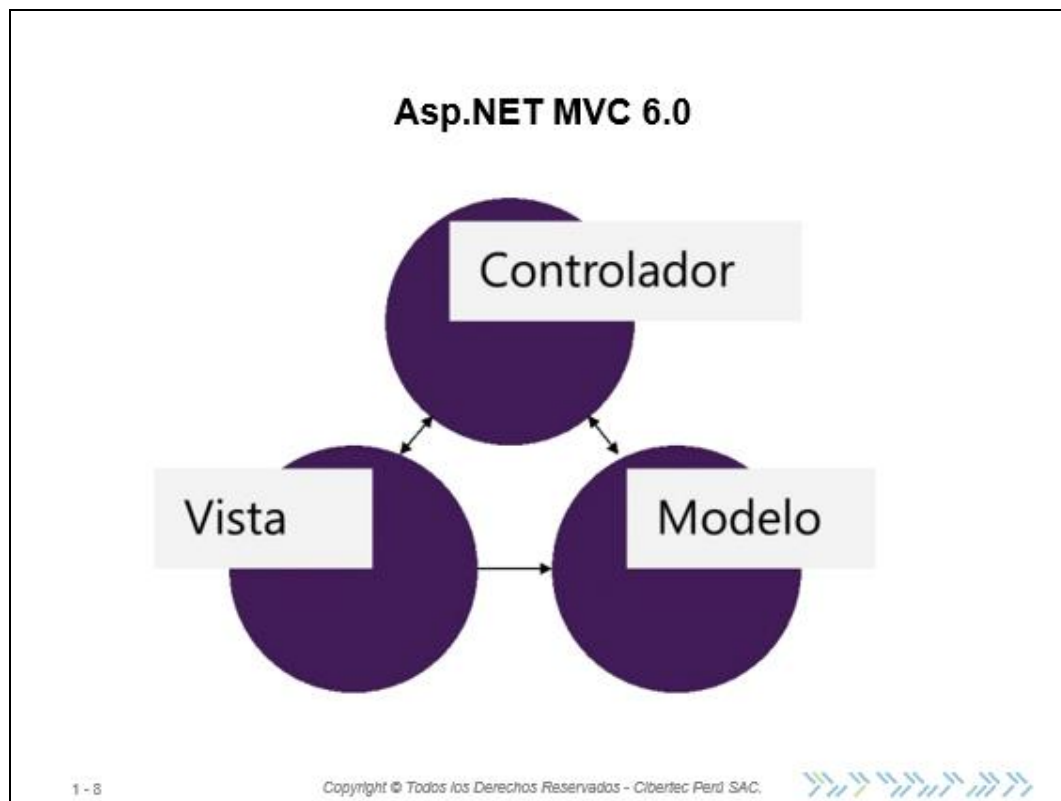 Asp.NET MVC 6.0
Controlador
Vista
Modelo
1 - 8
Copyright © Todos los Derechos Reservados - Cibertec Perú SAC.